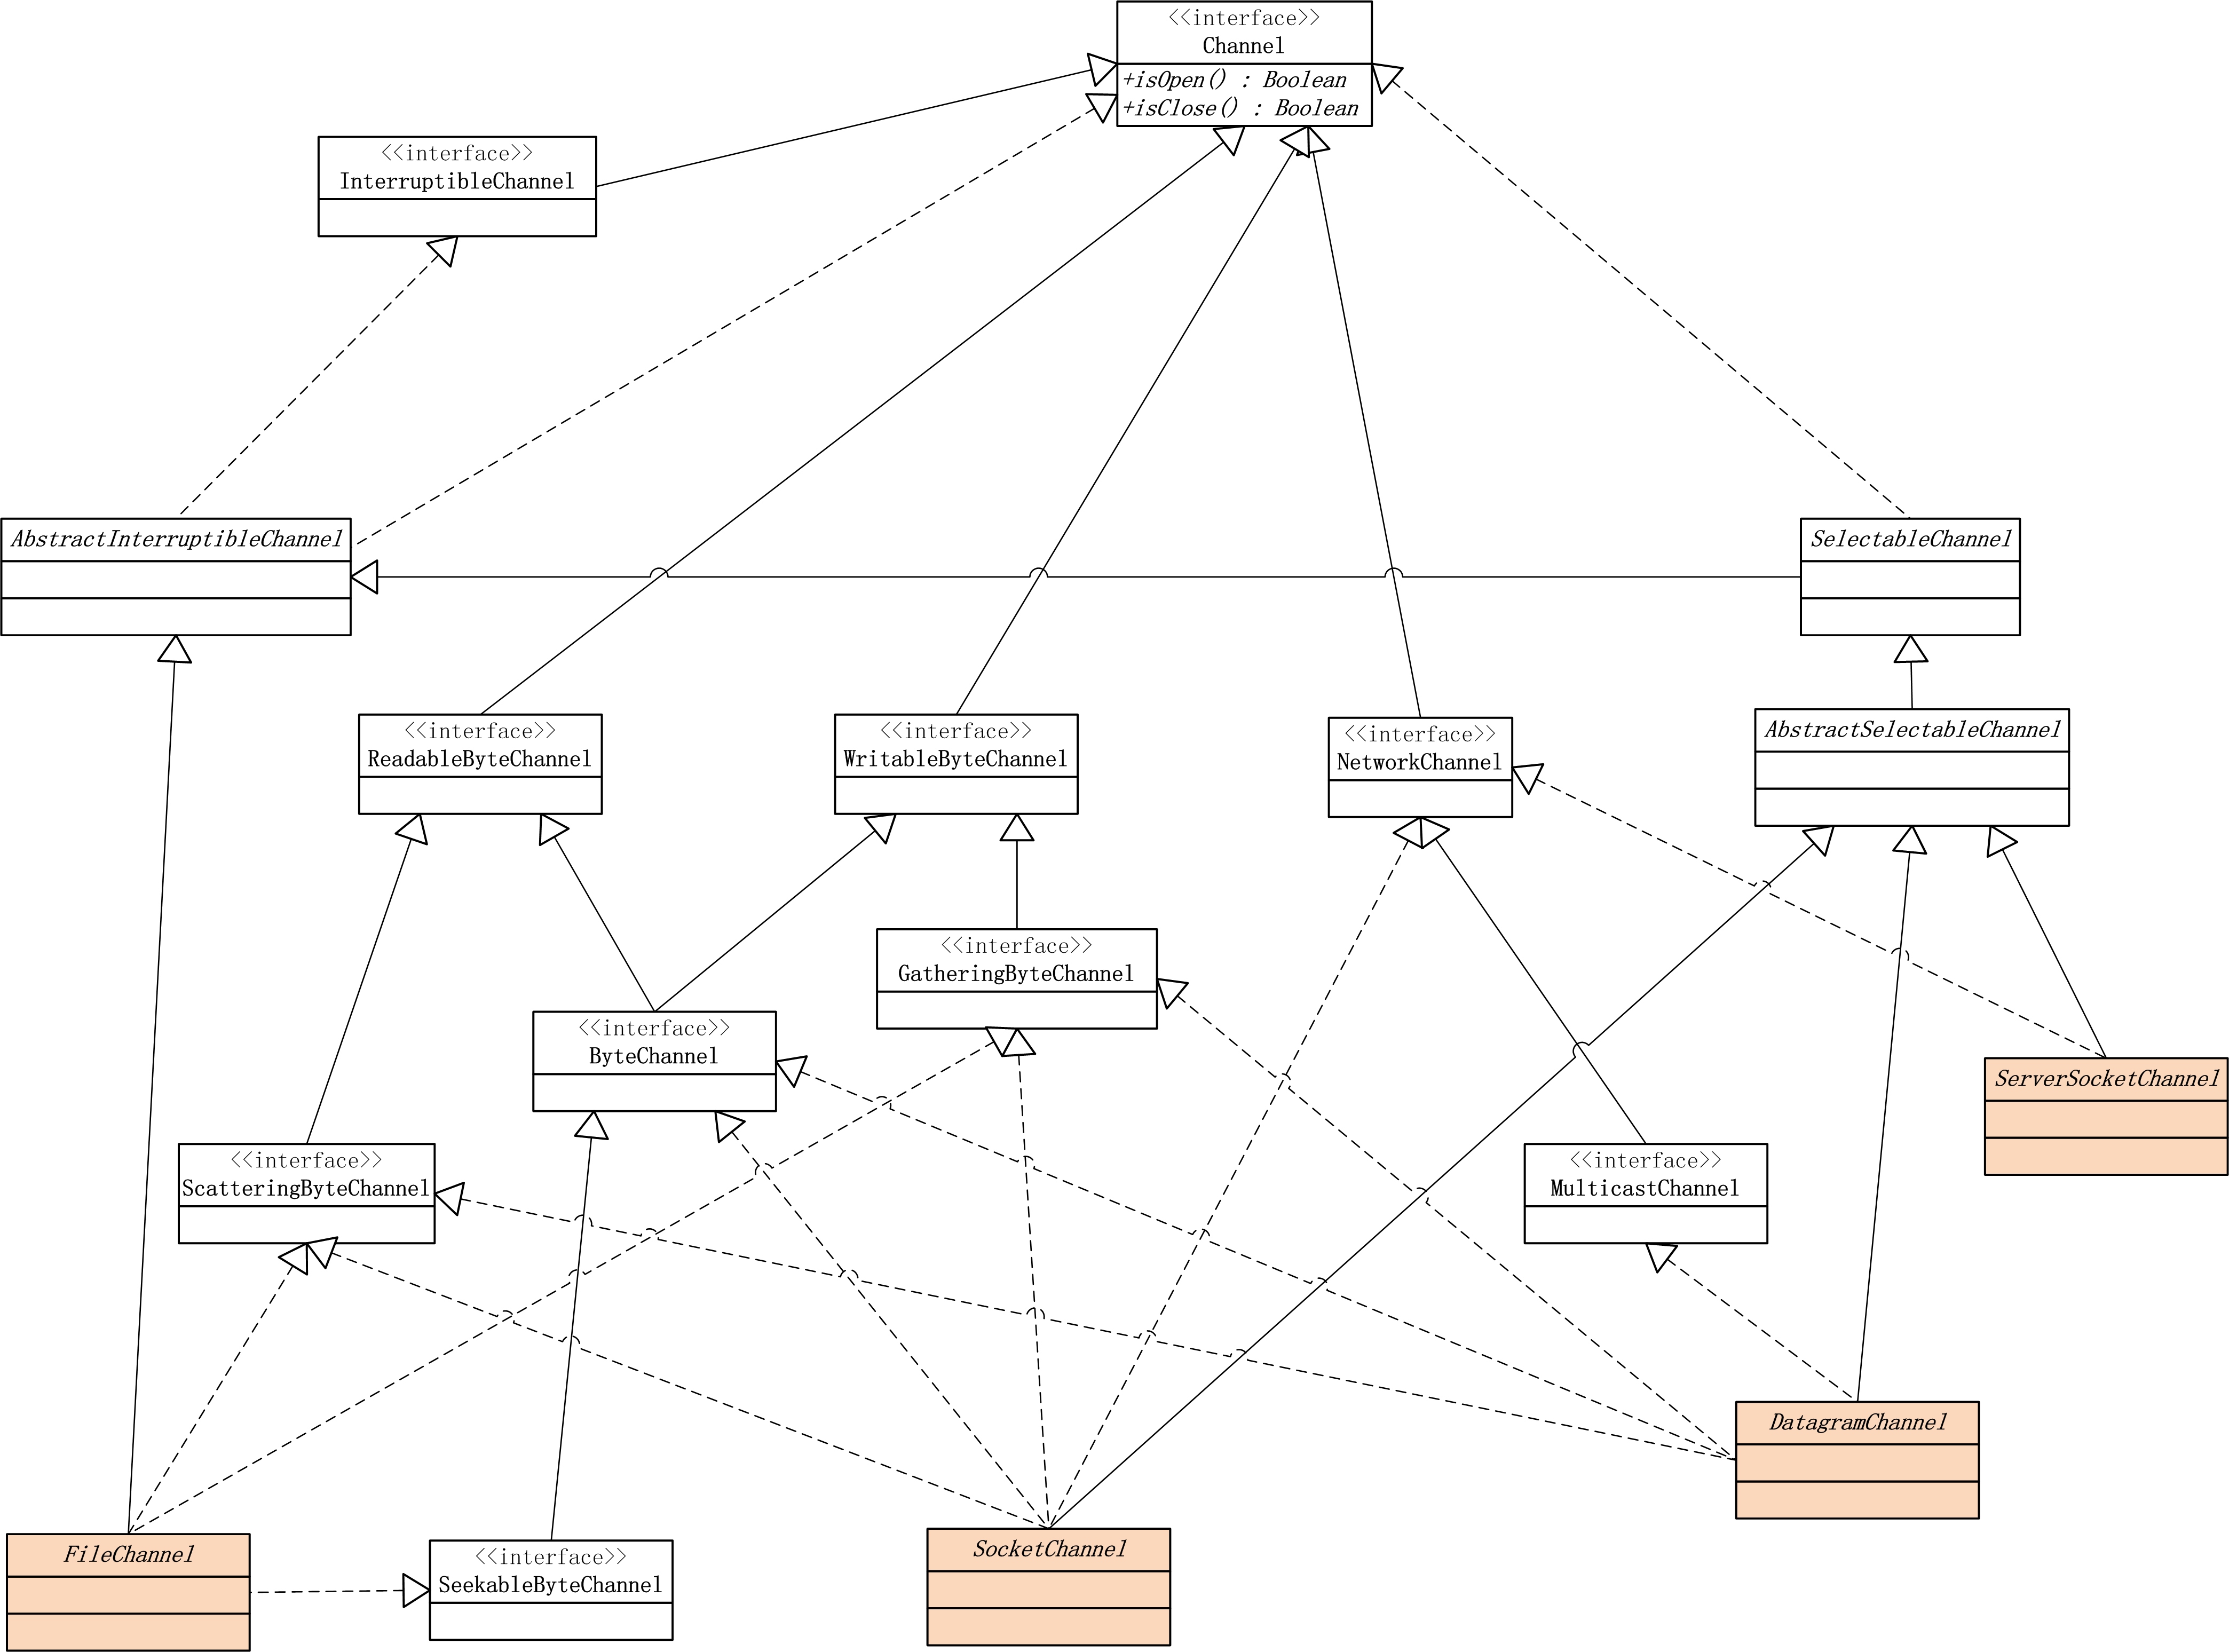 <<interface>>
Channel
+isOpen() : Boolean
+isClose() : Boolean
<<interface>>
InterruptibleChannel
AbstractInterruptibleChannel
SelectableChannel
<<interface>>
ReadableByteChannel
<<interface>>
WritableByteChannel
<<interface>>
NetworkChannel
AbstractSelectableChannel
<<interface>>
GatheringByteChannel
<<interface>>
ByteChannel
ServerSocketChannel
<<interface>>
ScatteringByteChannel
<<interface>>
MulticastChannel
DatagramChannel
FileChannel
<<interface>>
SeekableByteChannel
SocketChannel